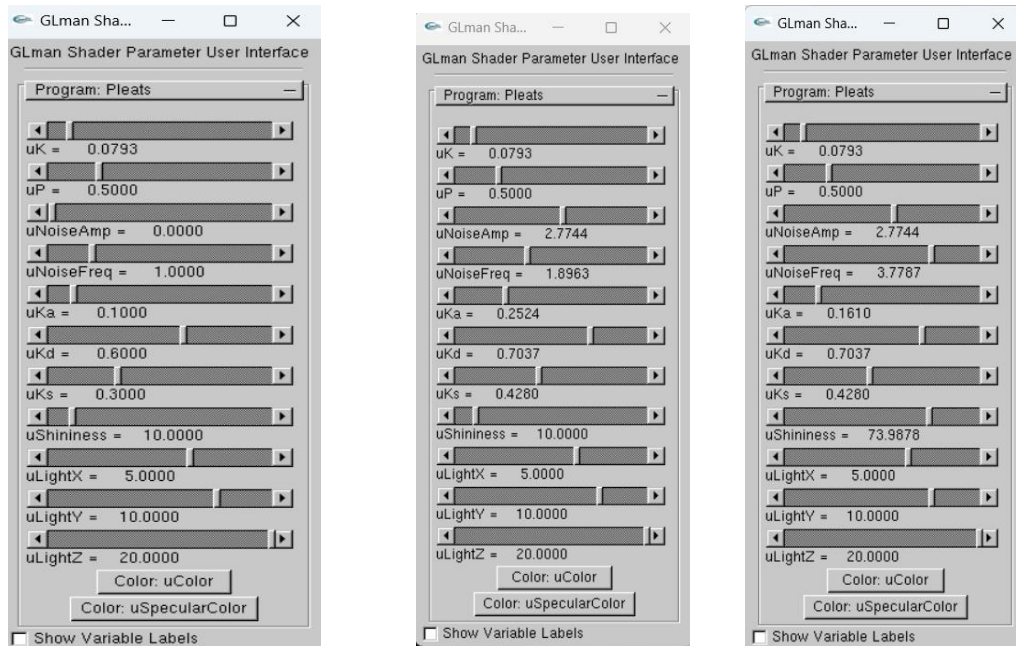 GLman Sha...
GLman Shader Parameter User Interface
Program: Pleats
uK = 0.0793
uP = 0.5000
uNoiseAmp = 0.0000
uNoiseFreq = 1.0000
uKa = 0.1000
uKd = 0.6000
uKs = 0.3000
uShininess = 10.0000
uLightX = 5.0000
uLightY = 10.0000
uLightZ = 20.0000
Color: uColor
Color: uSpecularColor
Show Variable Labels
GLman Sha...
GLman Shader Parameter User Interface
Program: Pleats
uK = 0.0793
uP = 0.5000
uNoiseAmp = 2.7744
uNoiseFreq = 1.8963
uKa = 0.2524
uKd = 0.7037
uKs = 0.4280
uShininess = 10.0000
uLightX = 5.0000
uLightY = 10.0000
uLightZ = 20.0000
Color: uColor
Color: uSpecularColor
Show Variable Labels
GLman Sha...
GLman Shader Parameter User Interface
Program: Pleats
uK = 0.0793
uP = 0.5000
uNoiseAmp = 2.7744
uNoiseFreq = 3.7787
uKa = 0.1610
uKd = 0.7037
uKs = 0.4280
uShininess = 73.9878
uLightX = 5.0000
uLightY = 10.0000
uLightZ = 20.0000
Color: uColor
Color: uSpecularColor
Show Variable Labels